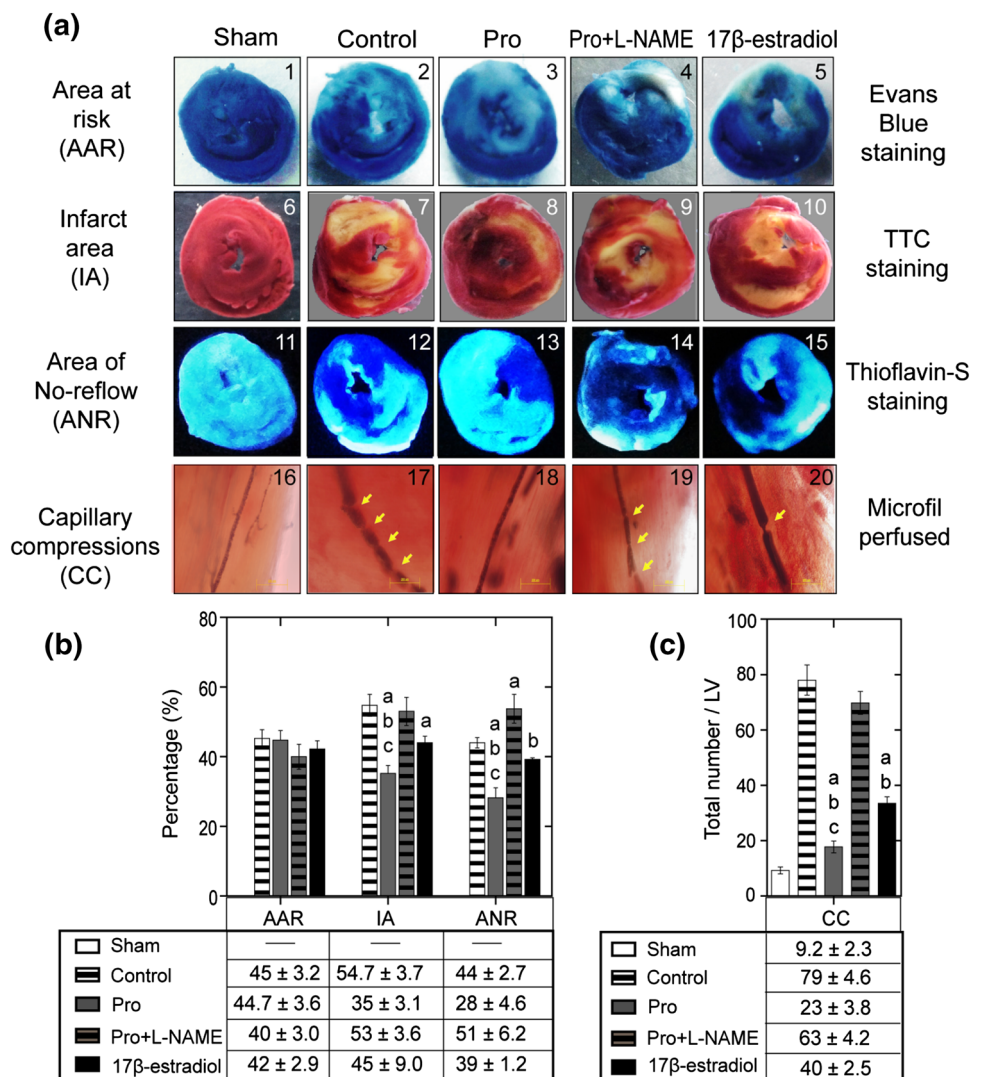 (a)
Sham Control Pro Pro+L-NAME 17β-estradiol
Area at
risk
(AAR)
1 2 3 4 5
Evans
Blue
staining
Infarct
area
(IA)
6 7 8 9 10
TTC
staining
Area of
No-reflow
(ANR)
11 12 13 14 15
Thioflavin-S
staining
Capillary
compressions
(CC)
16 17 18 19 20
Microfil
perfused
(b)
Percentage (%)
80
60
40
20
0
a
b
c
a
a
b
c
a
b
AAR IA ANR
Sham — — —
Control 45 ± 3.2 54.7 ± 3.7 44 ± 2.7
Pro 44.7 ± 3.6 35 ± 3.1 28 ± 4.6
Pro+L-NAME 40 ± 3.0 53 ± 3.6 51 ± 6.2
17β-estradiol 42 ± 2.9 45 ± 9.0 39 ± 1.2
(c)
Total number / LV
100
80
60
40
20
0
a
b
c
a
b
CC
Sham 9.2 ± 2.3
Control 79 ± 4.6
Pro 23 ± 3.8
Pro+L-NAME 63 ± 4.2
17β-estradiol 40 ± 2.5